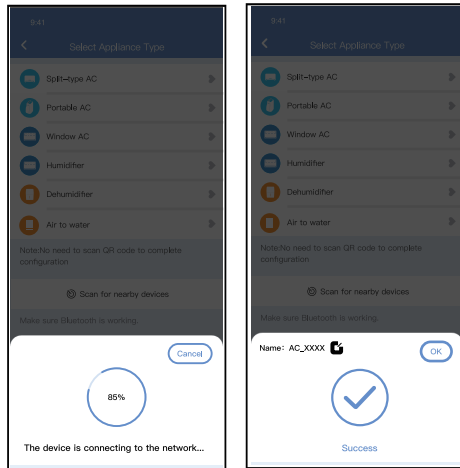 9:41
Select Appliance Type
Split-type AC
Portable AC
Window AC
Humidifier
Dehumidifier
Air to water
Note:No need to scan QR code to complete
configuration
Scan for nearby devices
Make sure Bluetooth is working.
Cancel
85%
The device is connecting to the network...
9:41
Select Appliance Type
Split-type AC
Portable AC
Window AC
Humidifier
Dehumidifier
Air to water
Note:No need to scan QR code to complete
configuration
Scan for nearby devices
Make sure Bluetooth is working.
Name: AC_XXXX
OK
Success